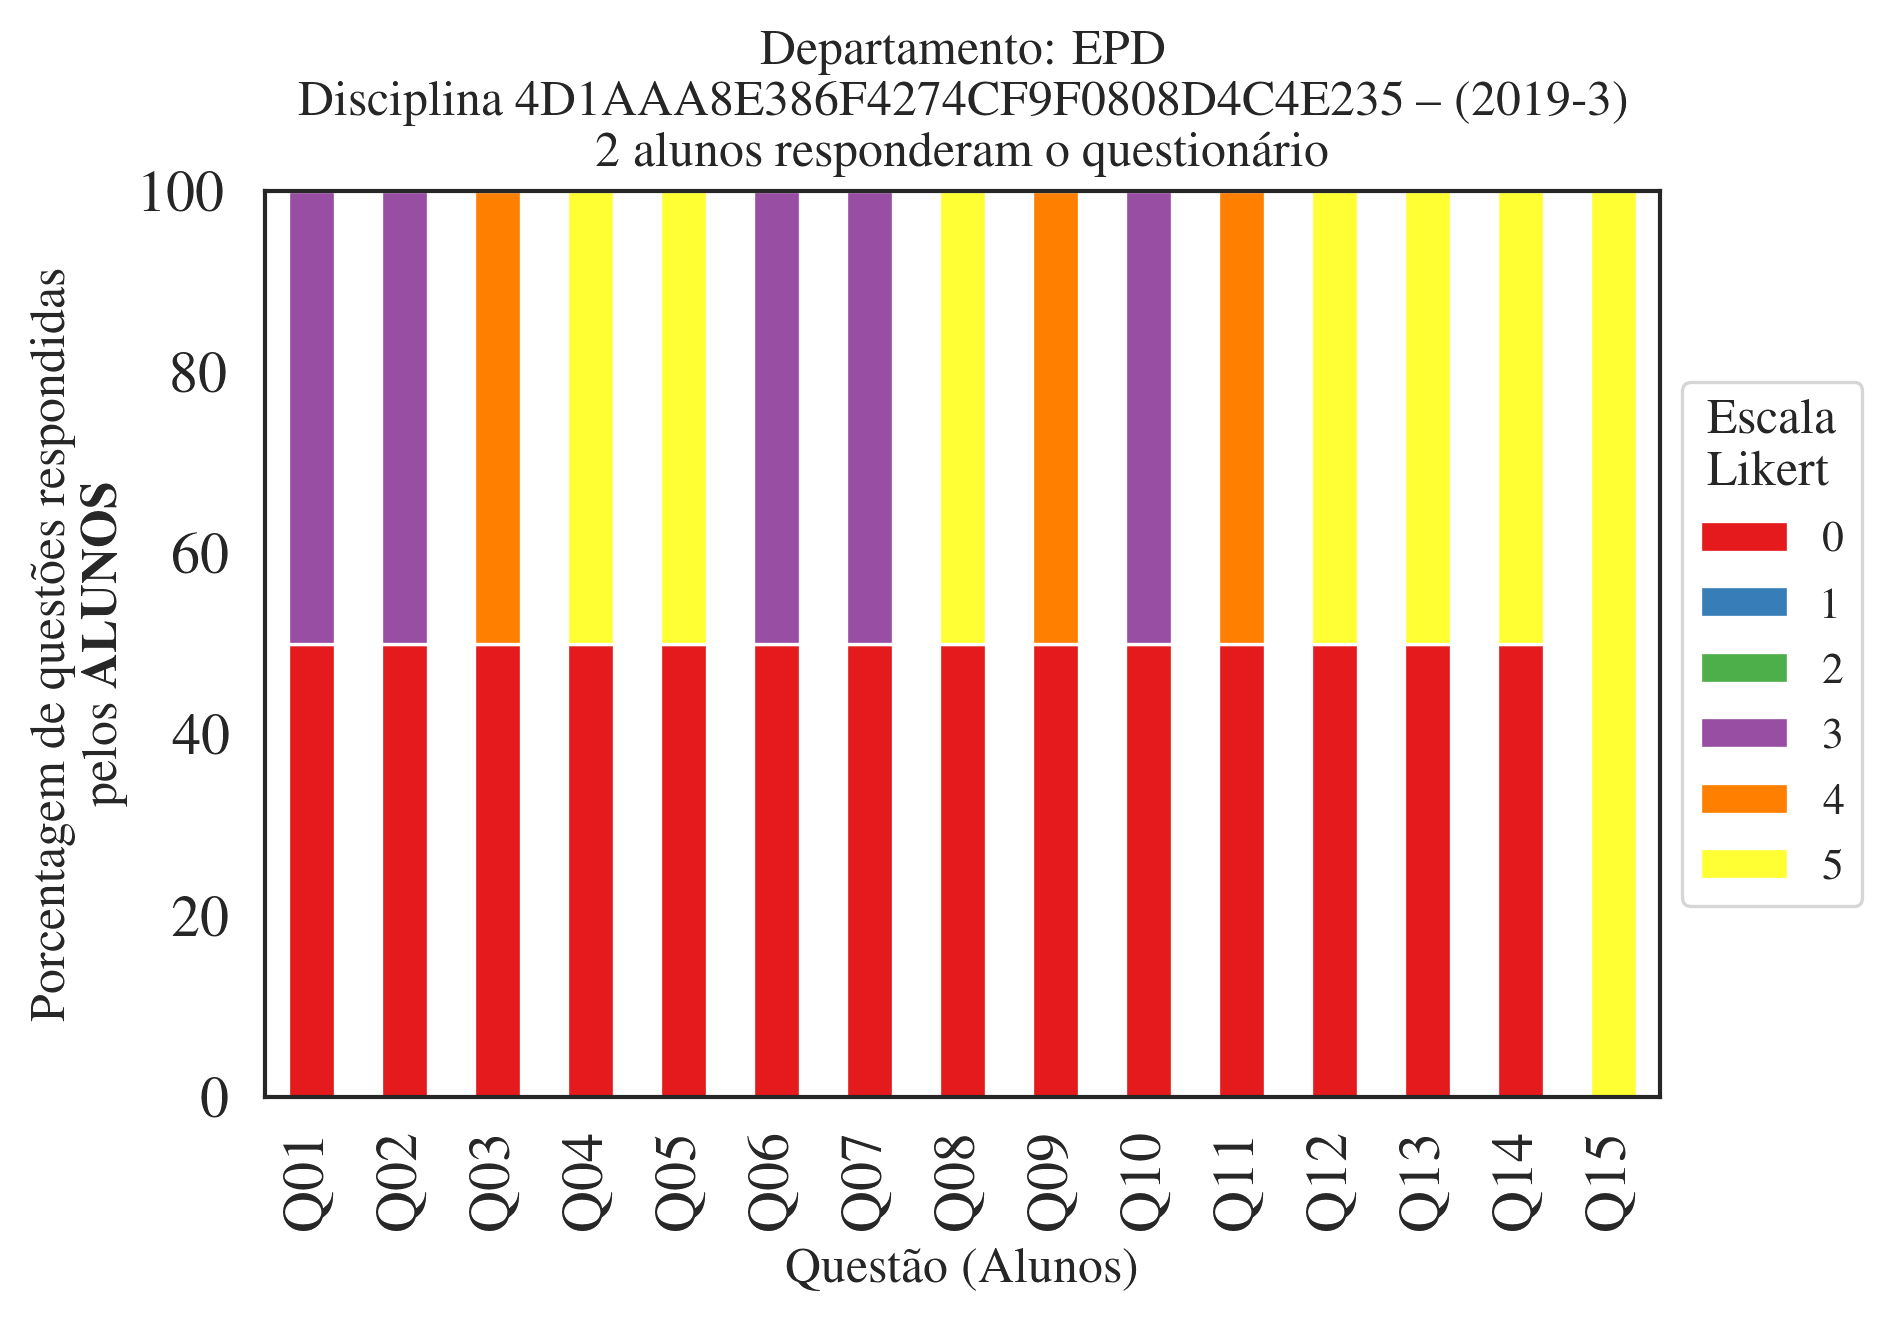 Departamento: EPD
Disciplina 4D1AAA8E386F4274CF9F0808D4C4E235 – (2019-3)
2 alunos responderam o questionário
Porcentagem de questões respondidas
pelos ALUNOS
100
80
60
40
20
0
Q01
Q02
Q03
Q04
Q05
Q06
Q07
Q08
Q09
Q10
Q11
Q12
Q13
Q14
Q15
Questão (Alunos)
Escala
Likert
0
1
2
3
4
5